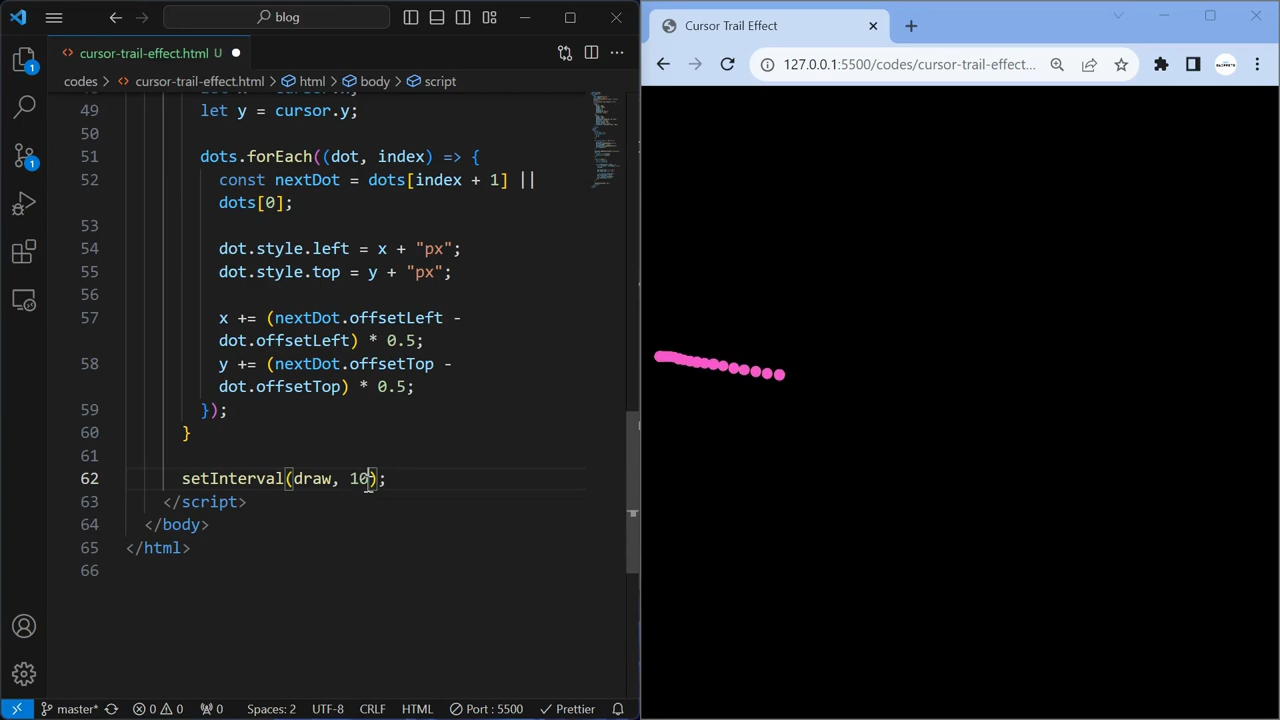 blog
cursor-trail-effect.html U
codes > cursor-trail-effect.html > html > body > script
49 let y = cursor.y;
50
51 dots.forEach((dot, index) => {
52 const nextDot = dots[index + 1] ||
dots[0];
53
54 dot.style.left = x + "px";
55 dot.style.top = y + "px";
56
57 x += (nextDot.offsetLeft -
dot.offsetLeft) * 0.5;
58 y += (nextDot.offsetTop -
dot.offsetTop) * 0.5;
59 });
60 }
61
62 setInterval(draw, 10);
63 </script>
64 </body>
65 </html>
66
1
1
master* 0 0 0 Spaces: 2 UTF-8 CRLF HTML Port : 5500 Prettier
Cursor Trail Effect
127.0.0.1:5500/codes/cursor-trail-effect...